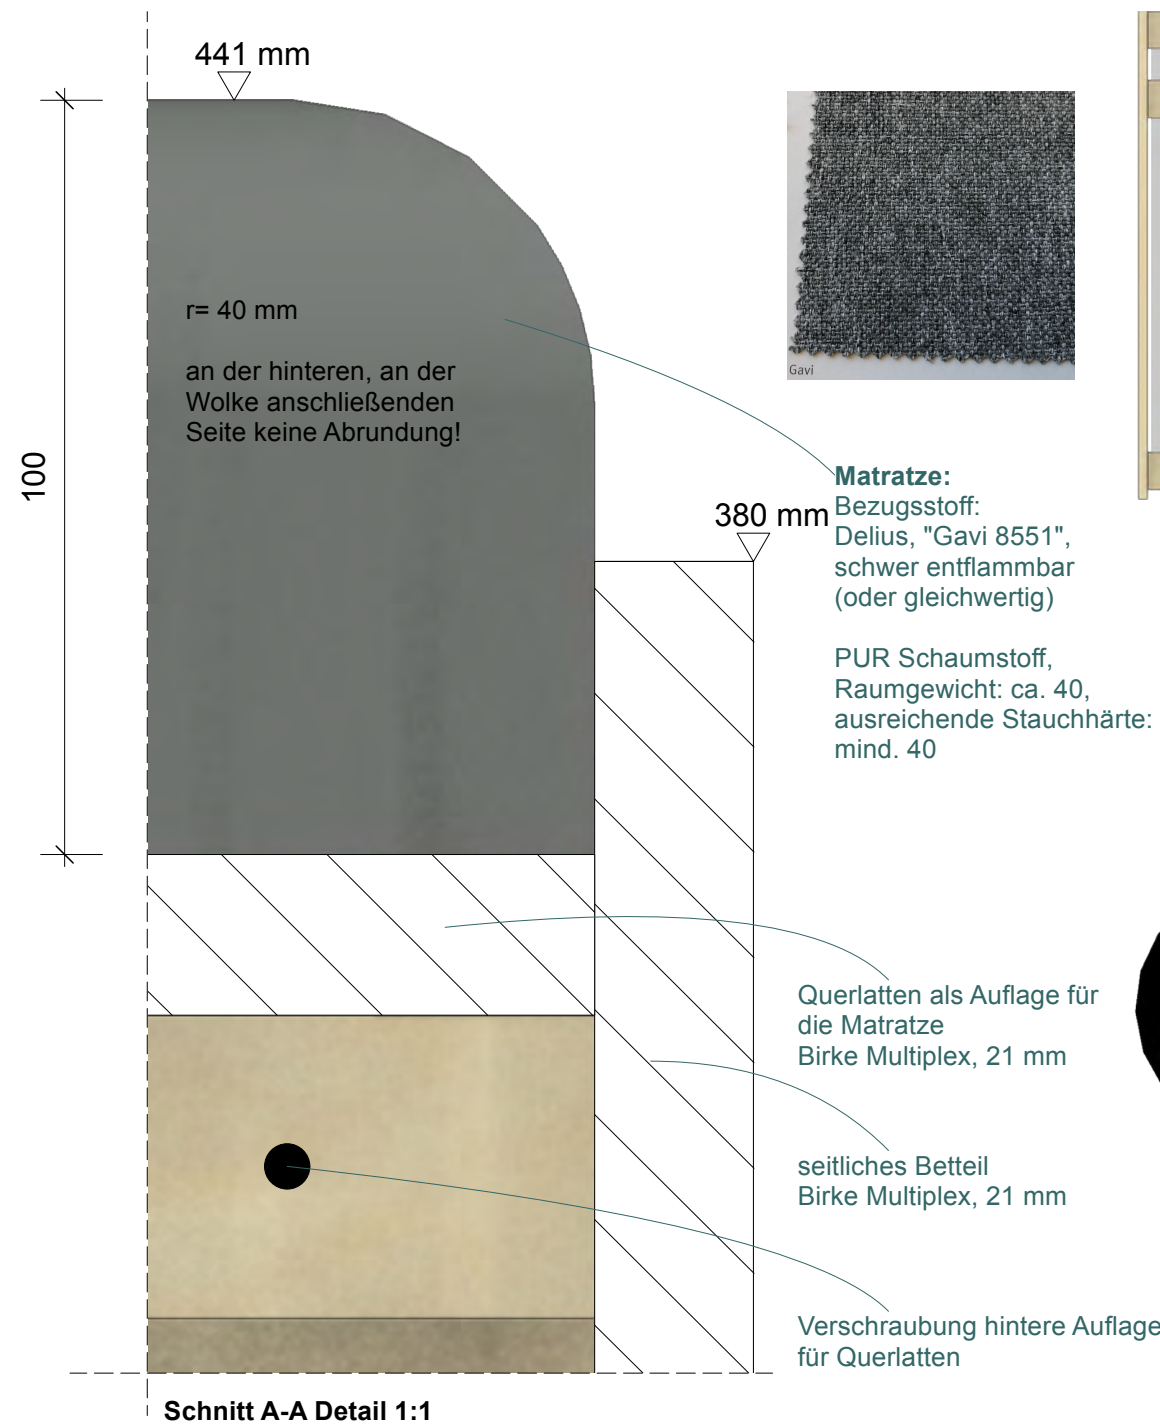 441 mm
r= 40 mm
an der hinteren, an der
Wolke anschließenden
Seite keine Abrundung!
100
Gavi
380 mm
Matratze:
Bezugsstoff:
Delius, "Gavi 8551",
schwer entflammbar
(oder gleichwertig)
PUR Schaumstoff,
Raumgewicht: ca. 40,
ausreichende Stauchhärte:
mind. 40
Querlatten als Auflage für
die Matratze
Birke Multiplex, 21 mm
seitliches Betteil
Birke Multiplex, 21 mm
Verschraubung hintere Auflage
für Querlatten
Schnitt A-A Detail 1:1